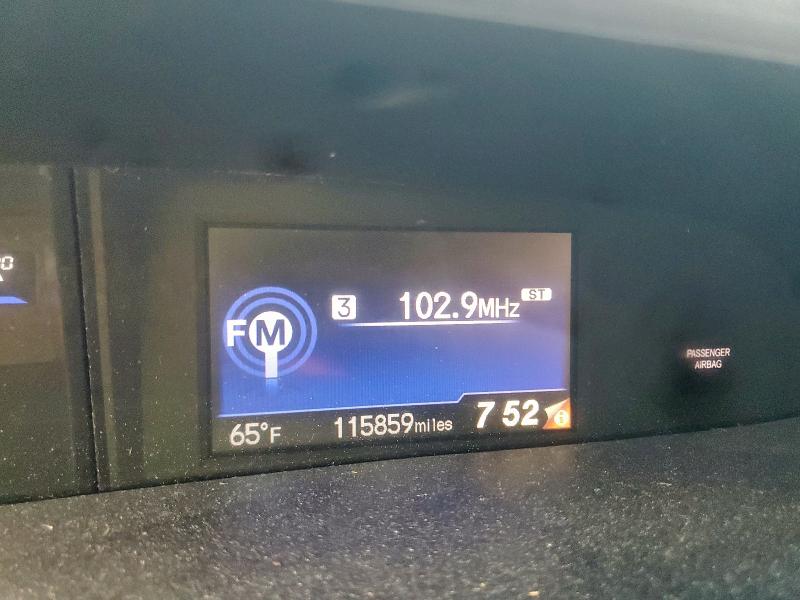 3 102.9MHz ST
FM
65°F 115859miles 7 52 i
PASSENGER
AIRBAG